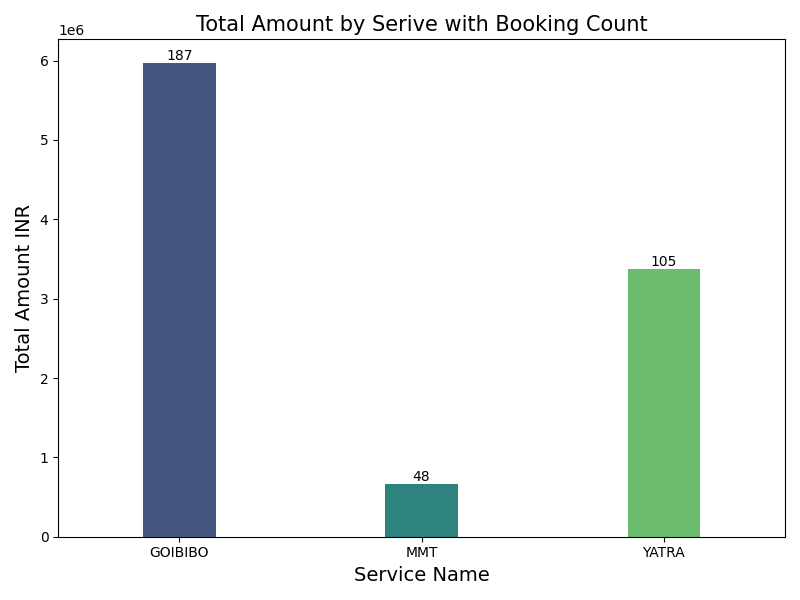 Total Amount by Serive with Booking Count
1e6
Total Amount INR
6
5
4
3
2
1
0
187
48
105
GOIBIBO
MMT
YATRA
Service Name